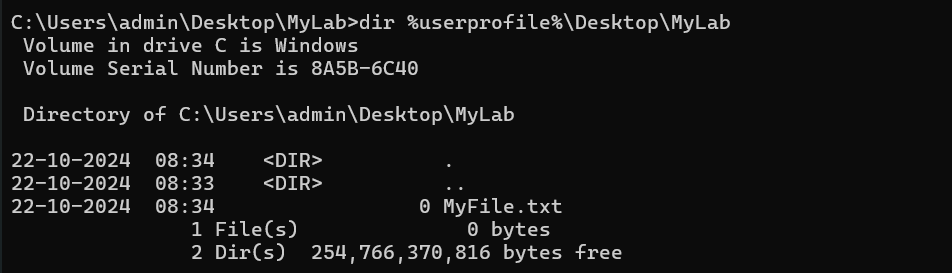 C:\Users\admin\Desktop\MyLab>dir %userprofile%\Desktop\MyLab
 Volume in drive C is Windows
 Volume Serial Number is 8A5B-6C40

 Directory of C:\Users\admin\Desktop\MyLab

22-10-2024  08:34    <DIR>          .
22-10-2024  08:33    <DIR>          ..
22-10-2024  08:34                 0 MyFile.txt
               1 File(s)              0 bytes
               2 Dir(s)  254,766,370,816 bytes free